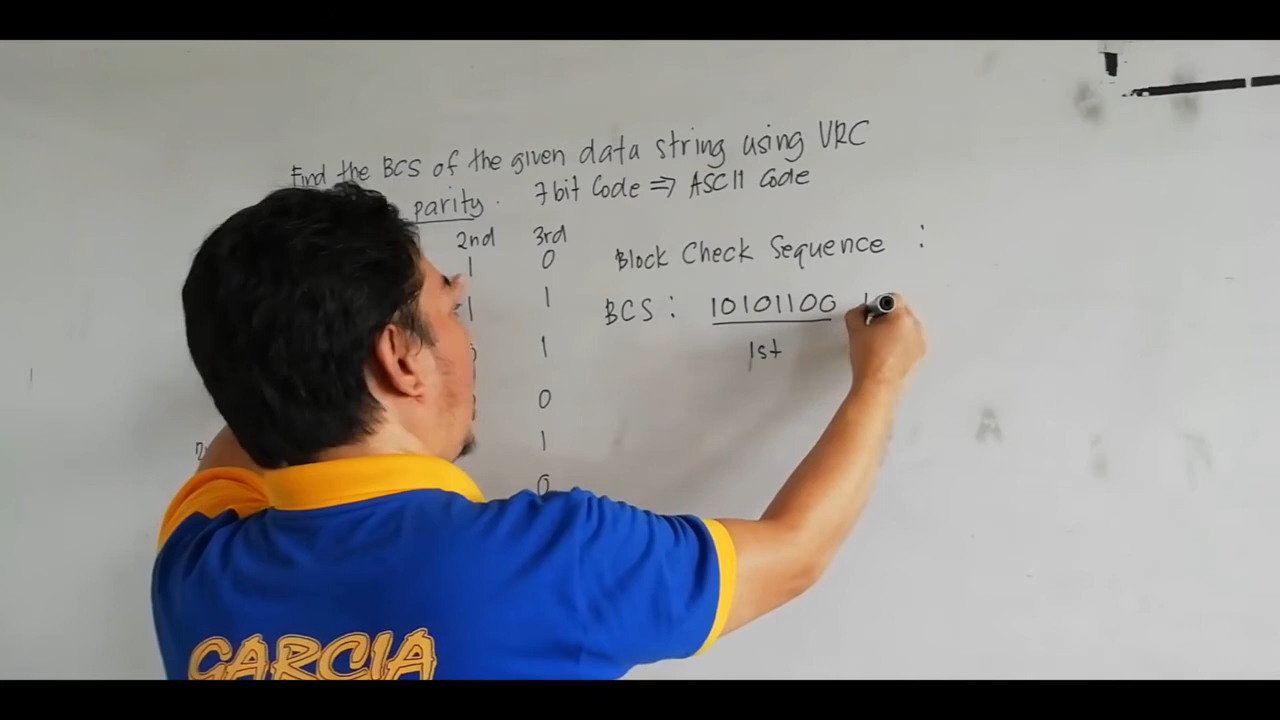 Find the BCS of the given data string using VRC
parity. 7bit Code ⇒ ASCII Code
2nd 3rd
1 0
1 1
1
0
1
0
Block Check Sequence :
BCS : 10101100 1
1st
GARCIA